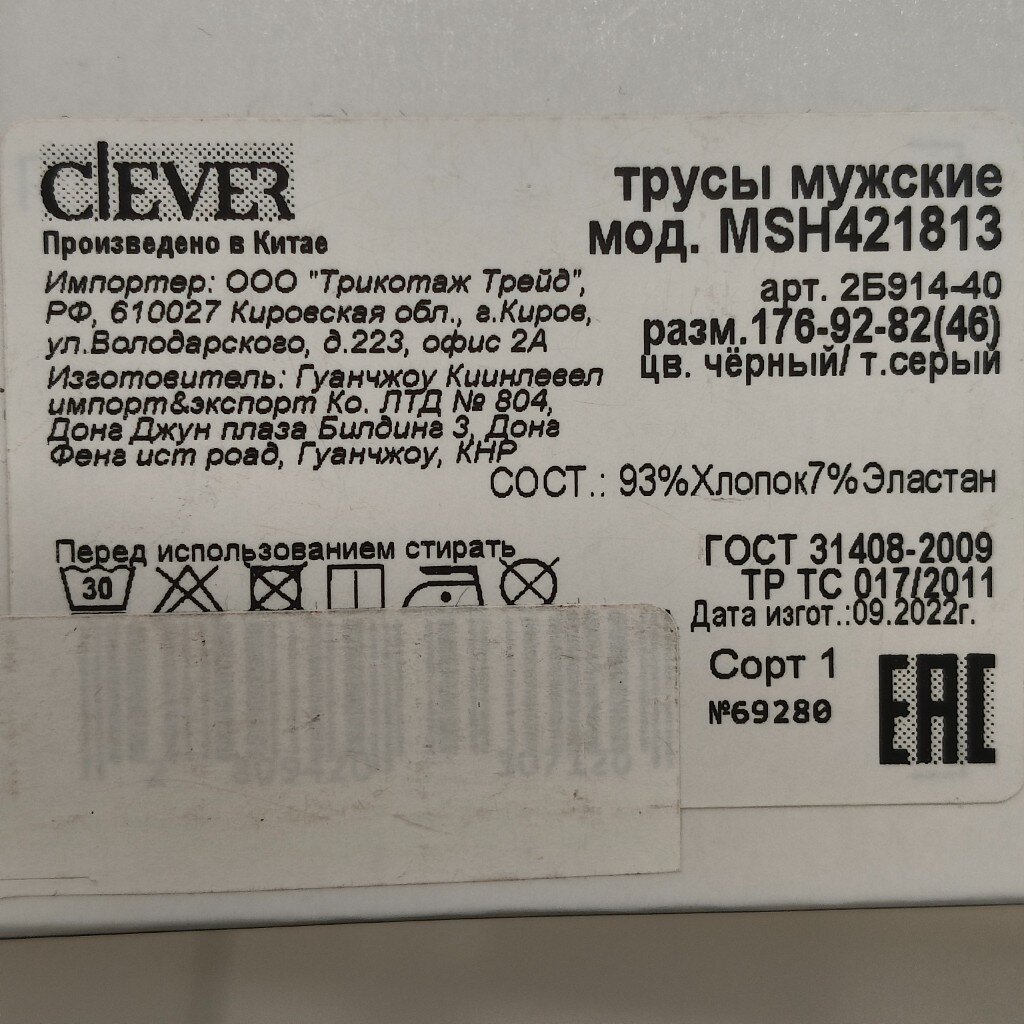 ClEVER
Произведено в Китае
Импортер: ООО "Трикотаж Трейд",
РФ, 610027 Кировская обл., г.Киров,
ул.Володарского, д.223, офис 2А
Изготовитель: Гуанчжоу Киинлевел
импорт&экспорт Ко. ЛТД № 804,
Донг Джун плаза Билдинг 3, Донг
Фенг ист роад, Гуанчжоу, КНР
трусы мужские
мод. MSH421813
арт. 2Б914-40
разм.176-92-82(46)
цв. чёрный/ т.серый
СОСТ.: 93%Хлопок7%Эластан
Перед использованием стирать
30
ГОСТ 31408-2009
ТР ТС 017/2011
Дата изгот.:09.2022г.
Сорт 1
№69280
EAC